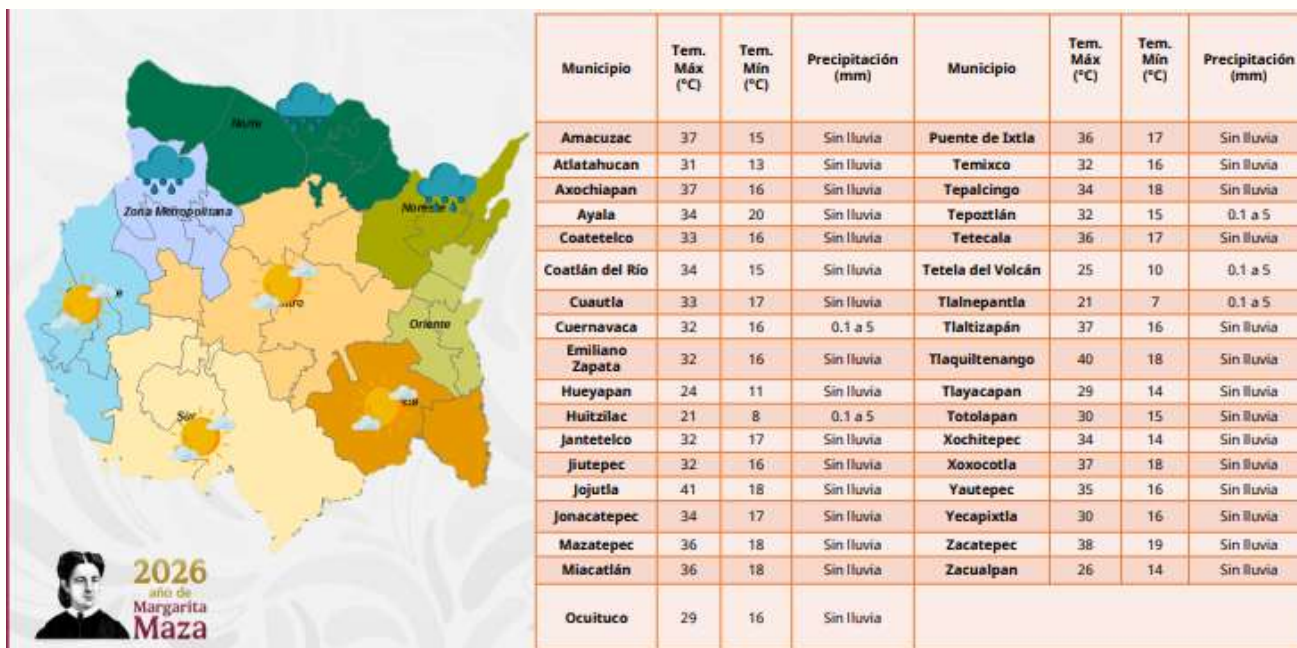 Norte
Zona Metropolitana
Noreste
Oriente
2026
año de
Margarita
Maza
Municipio Tem. Máx (°C) Tem. Mín (°C) Precipitación (mm) Municipio Tem. Máx (°C) Tem. Mín (°C) Precipitación (mm)
Amacuzac 37 15 Sin lluvia Puente de Ixtla 36 17 Sin lluvia
Atlatahucan 31 13 Sin lluvia Temixco 32 16 Sin lluvia
Axochiapan 37 16 Sin lluvia Tepalcingo 34 18 Sin lluvia
Ayala 34 20 Sin lluvia Tepoztlán 32 15 0.1 a 5
Coatetelco 33 16 Sin lluvia Tetecala 36 17 Sin lluvia
Coatlán del Río 34 15 Sin lluvia Tetela del Volcán 25 10 0.1 a 5
Cuautla 33 17 Sin lluvia Tlalnepantla 21 7 0.1 a 5
Cuernavaca 32 16 0.1 a 5 Tlaltizapán 37 16 Sin lluvia
Emiliano Zapata 32 16 Sin lluvia Tlaquiltenango 40 18 Sin lluvia
Hueyapan 24 11 Sin lluvia Tlayacapan 29 14 Sin lluvia
Huitzilac 21 8 0.1 a 5 Totolapan 30 15 Sin lluvia
Jantetelco 32 17 Sin lluvia Xochitepec 34 14 Sin lluvia
Jiutepec 32 16 Sin lluvia Xoxocotla 37 18 Sin lluvia
Jojutla 41 18 Sin lluvia Yautepec 35 16 Sin lluvia
Jonacatepec 34 17 Sin lluvia Yecapixtla 30 16 Sin lluvia
Mazatepec 36 18 Sin lluvia Zacatepec 38 19 Sin lluvia
Miacatlán 36 18 Sin lluvia Zacualpan 26 14 Sin lluvia
Ocuituco 29 16 Sin lluvia